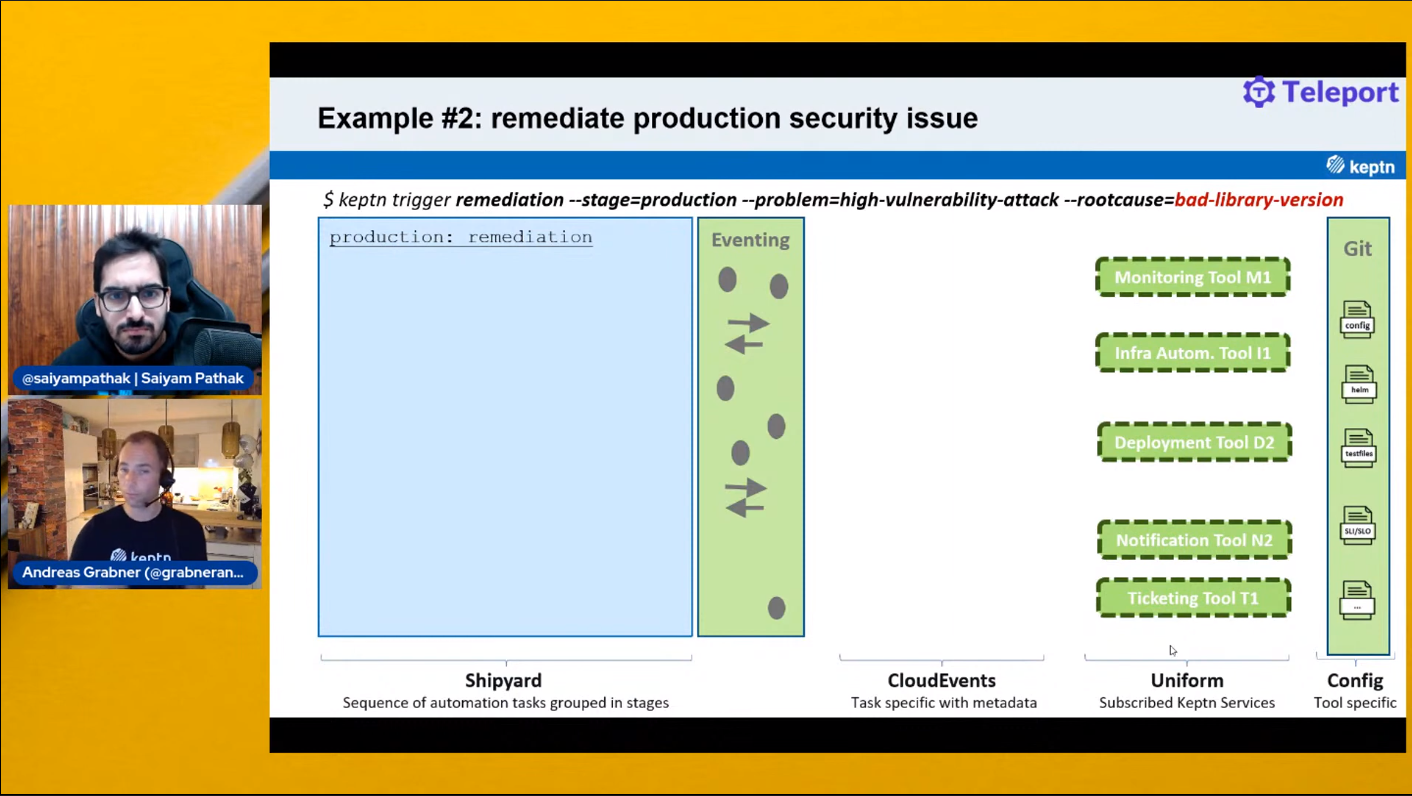 Teleport
Example #2: remediate production security issue
keptn
$ keptn trigger remediation --stage=production --problem=high-vulnerability-attack --rootcause=bad-library-version
production: remediation
Eventing
Git
Monitoring Tool M1
config
Infra Autom. Tool I1
helm
Deployment Tool D2
testfiles
Notification Tool N2
SLI/SLO
Ticketing Tool T1
...
Shipyard
Sequence of automation tasks grouped in stages
CloudEvents
Task specific with metadata
Uniform
Subscribed Keptn Services
Config
Tool specific
@saiyampathak | Saiyam Pathak
keptn
Andreas Grabner (@grabneran...